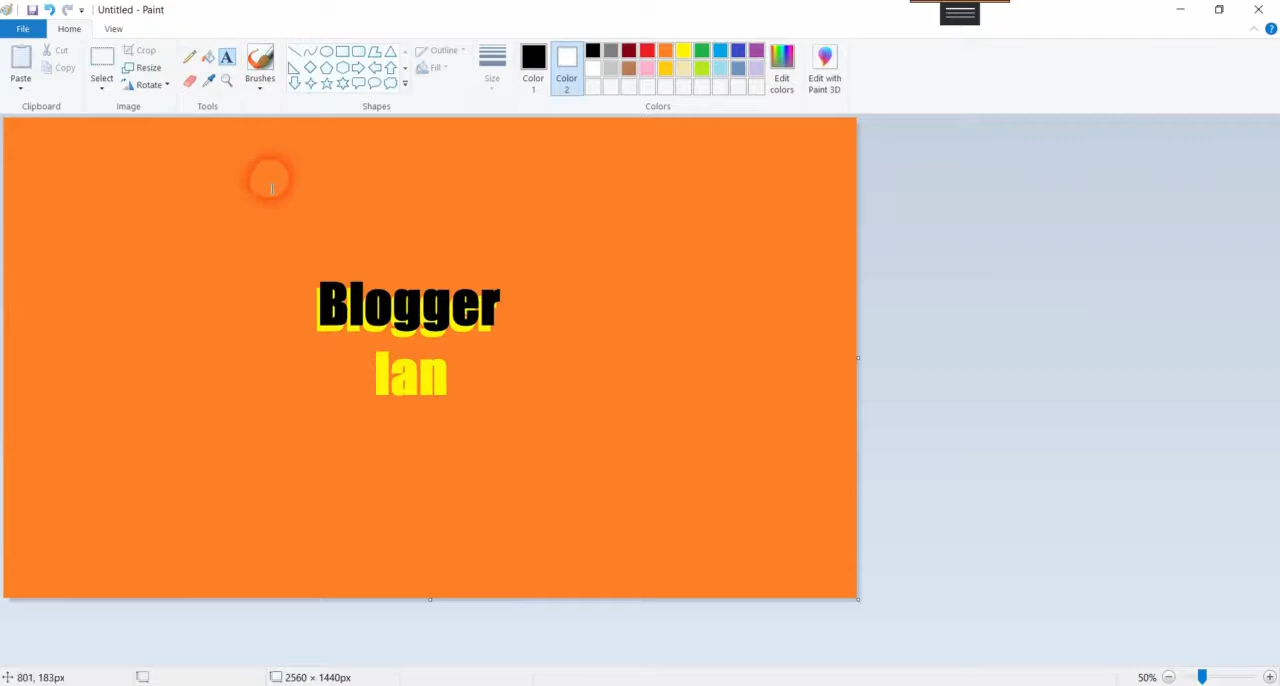 Untitled - Paint
File Home View
Paste
Cut
Copy
Clipboard
Select
Crop
Resize
Rotate
Image
A
Tools
Brushes
Shapes
Outline
Fill
Size
Color 1
Color 2
Colors
Edit colors
Edit with Paint 3D
Blogger
Ian
801, 183px
2560 × 1440px
50%